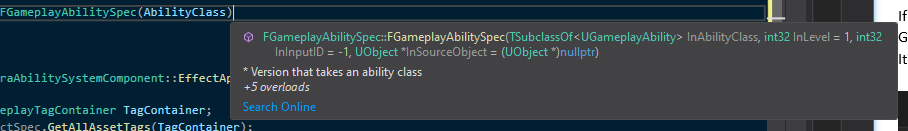 FGameplayAbilitySpec(AbilityClass)
If
FGameplayAbilitySpec::FGameplayAbilitySpec(TSubclassOf<UGameplayAbility> InAbilityClass, int32 InLevel = 1, int32
G
InInputID = -1, UObject *InSourceObject = (UObject *)nullptr)
It
* Version that takes an ability class
raAbilitySystemComponent::EffectAp
+5 overloads
Search Online
eplayTagContainer TagContainer;
ctSpec.GetAllAssetTags(TagContainer);